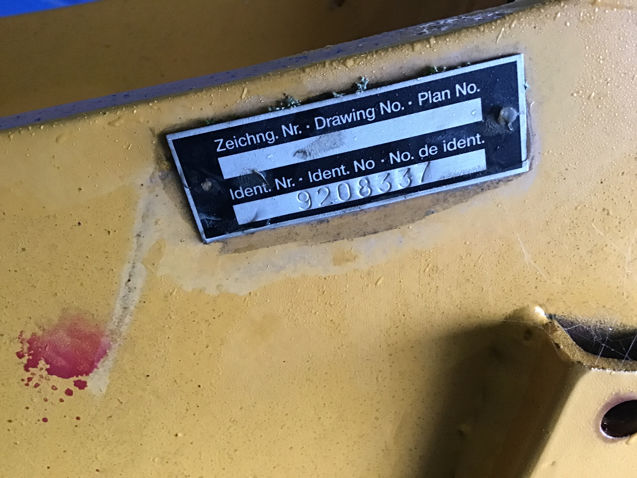 Zeichng. Nr. · Drawing No. · Plan No.
Ident. Nr. · Ident. No · No. de ident.
9208337